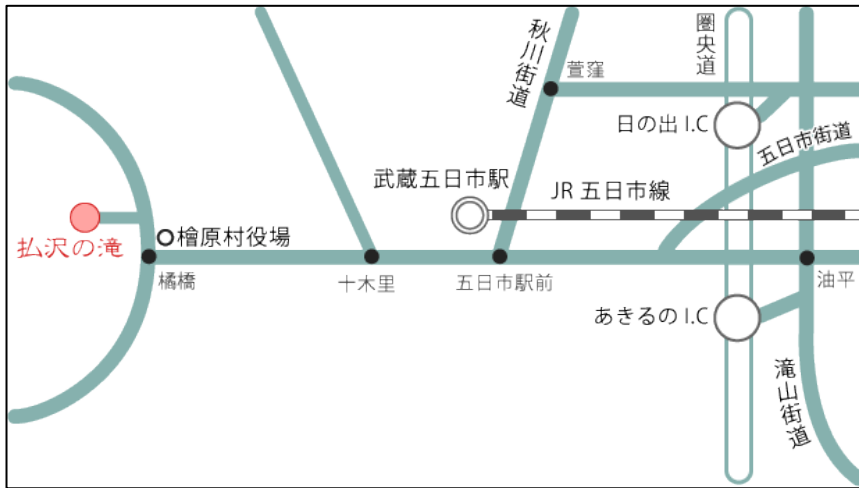 秋川街道
圏央道
萱窪
日の出 I.C
五日市街道
武蔵五日市駅
JR 五日市線
檜原村役場
払沢の滝
橘橋
十木里
五日市駅前
油平
あきるの I.C
滝山街道